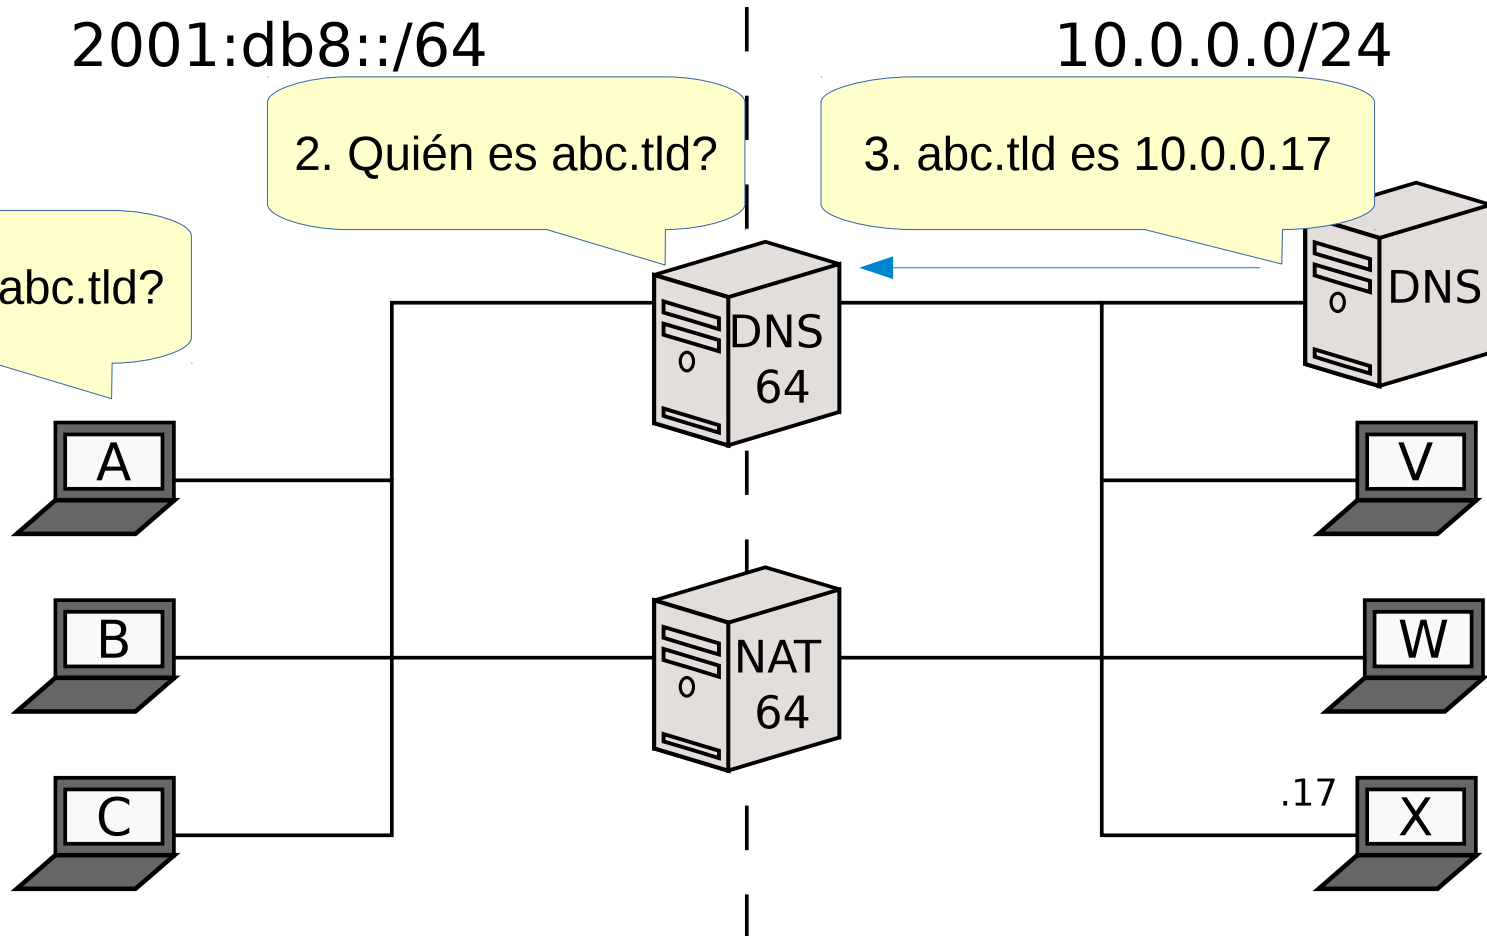 2001:db8::/64
10.0.0.0/24
2. Quién es abc.tld?
3. abc.tld es 10.0.0.17
abc.tld?
DNS
DNS
64
A
V
B
W
NAT
64
.17
C
X